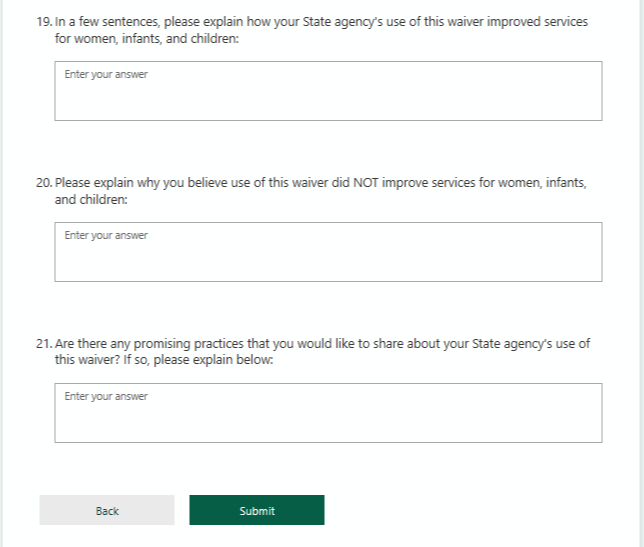 19. In a few sentences, please explain how your State agency's use of this waiver improved services
for women, infants, and children:
Enter your answer
20. Please explain why you believe use of this waiver did NOT improve services for women, infants,
and children:
Enter your answer
21. Are there any promising practices that you would like to share about your State agency's use of
this waiver? If so, please explain below:
Enter your answer
Back
Submit